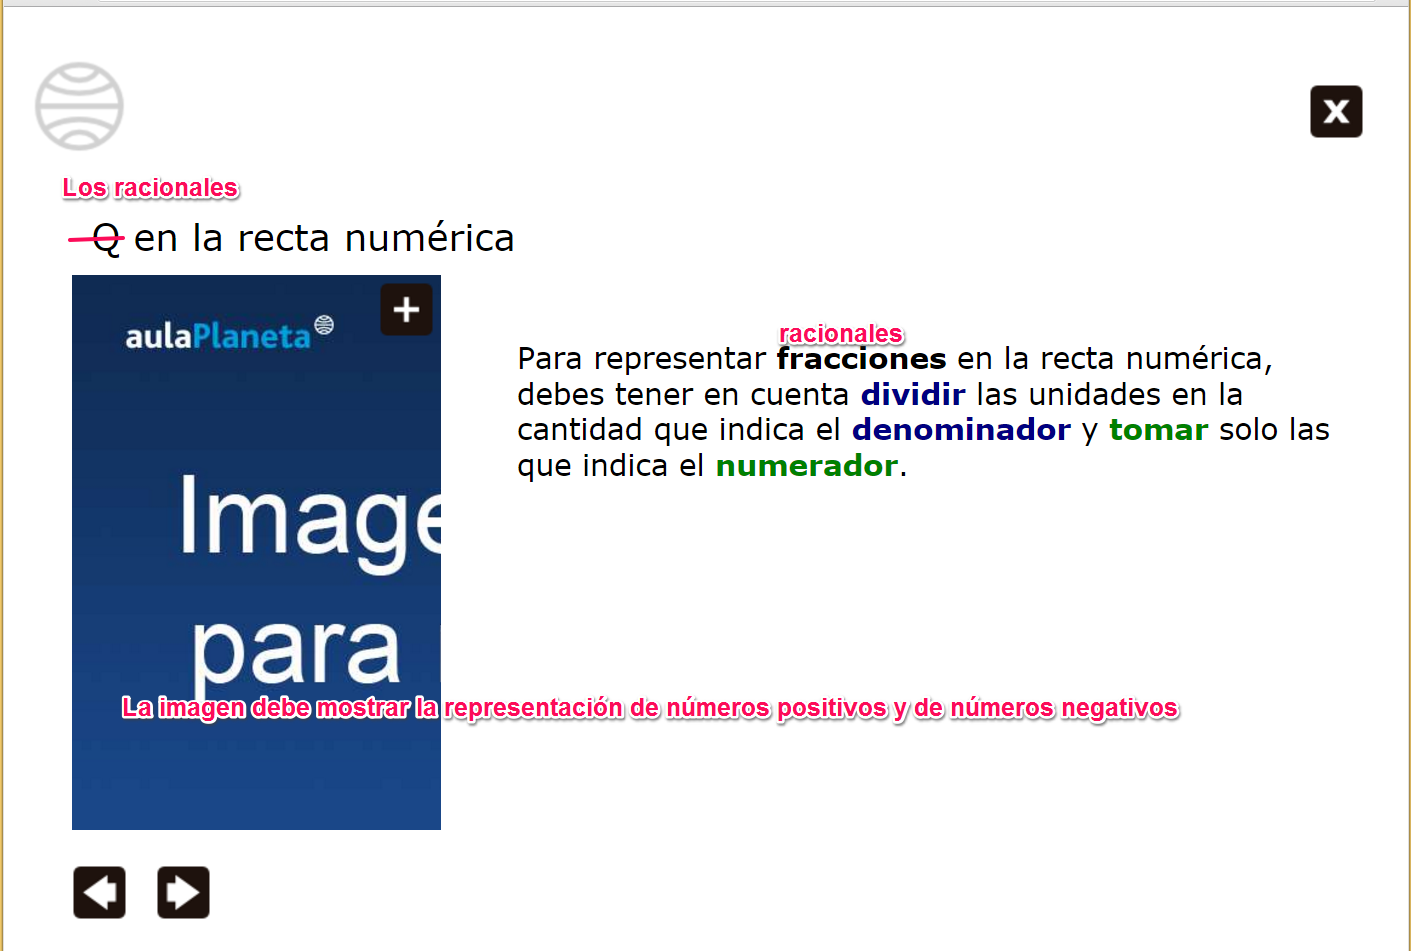 x
Los racionales
Q en la recta numérica
aulaPlaneta
+
Image
para
racionales
Para representar fracciones en la recta numérica,
debes tener en cuenta dividir las unidades en la
cantidad que indica el denominador y tomar solo las
que indica el numerador.
La imagen debe mostrar la representación de números positivos y de números negativos